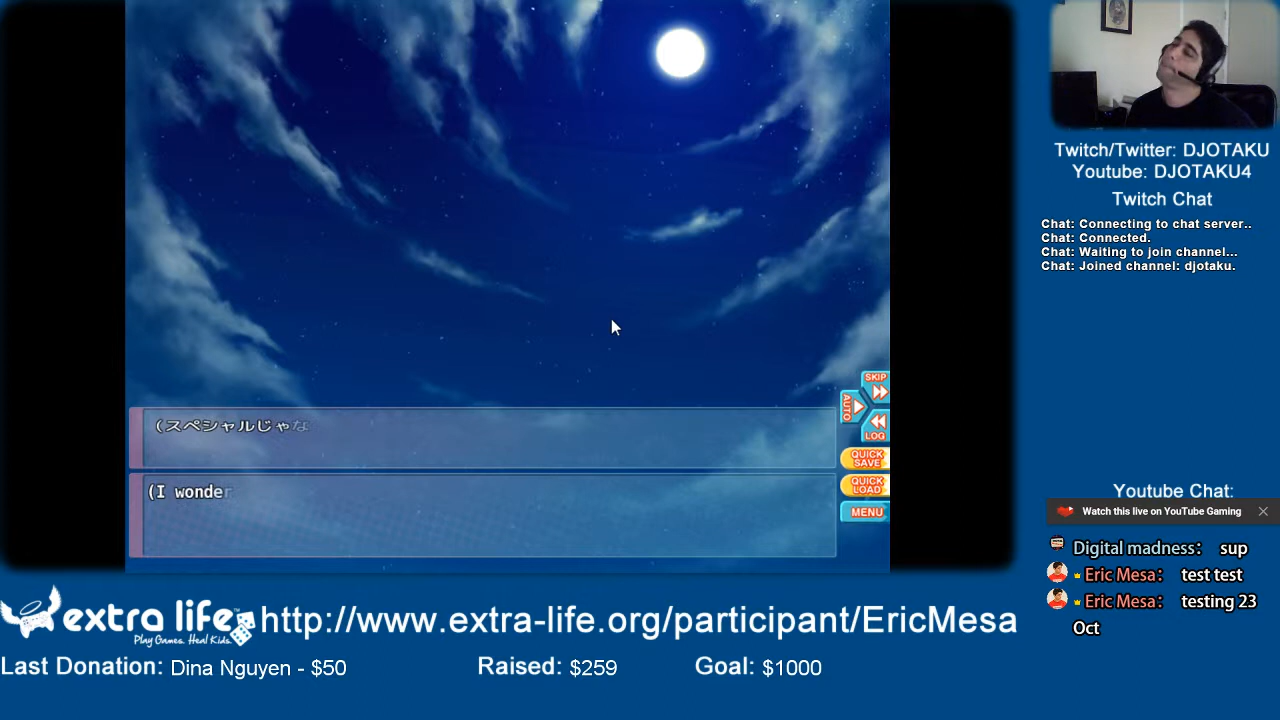 (スペシャルじゃな
(I wonder
SKIP
AUTO
LOG
QUICK
SAVE
QUICK
LOAD
MENU
Twitch/Twitter: DJOTAKU
Youtube: DJOTAKU4
Twitch Chat
Chat: Connecting to chat server..
Chat: Connected.
Chat: Waiting to join channel...
Chat: Joined channel: djotaku.
Youtube Chat:
Watch this live on YouTube Gaming
Digital madness: sup
Eric Mesa: test test
Eric Mesa: testing 23
Oct
extra life™
Play Games. Heal Kids.
http://www.extra-life.org/participant/EricMesa
Last Donation: Dina Nguyen - $50
Raised: $259
Goal: $1000